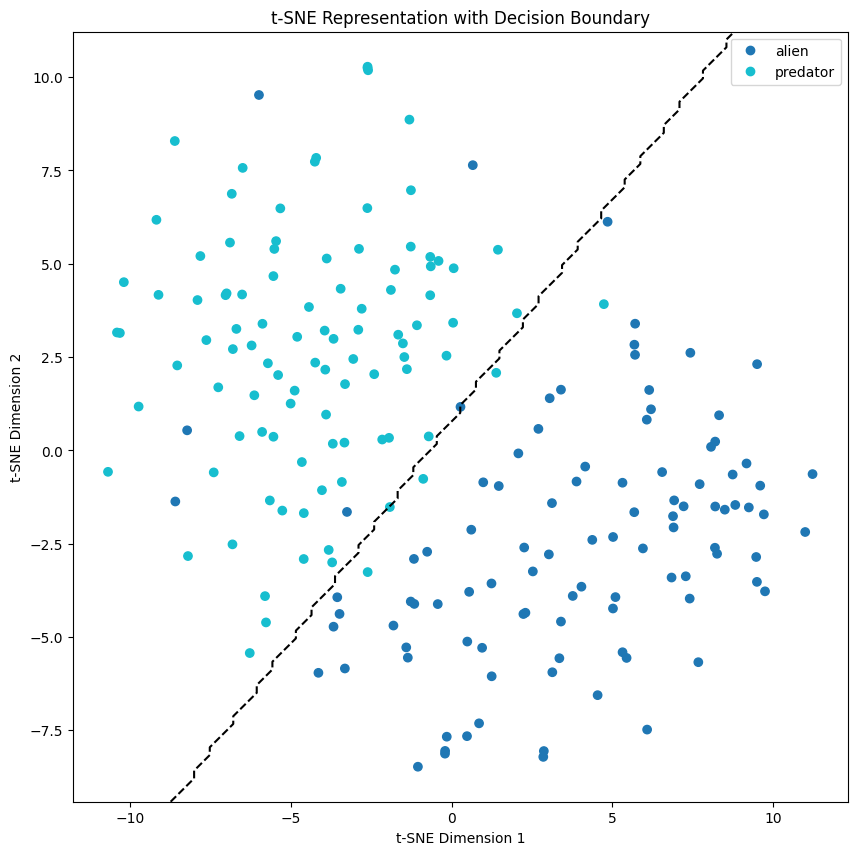 t-SNE Representation with Decision Boundary
alien
predator
10.0
7.5
5.0
2.5
0.0
−2.5
−5.0
−7.5
t-SNE Dimension 2
−10
−5
0
5
10
t-SNE Dimension 1